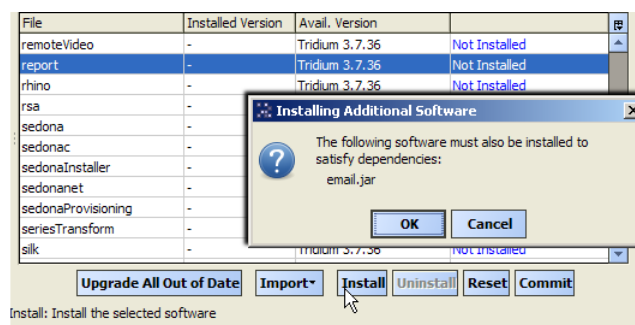 File Installed Version Avail. Version
remoteVideo - Tridium 3.7.36 Not Installed
report - Tridium 3.7.36 Not Installed
rhino - Tridium 3.7.36 Not Installed
rsa -
sedona -
sedonac -
sedonaInstaller -
sedonanet -
sedonaProvisioning -
seriesTransform -
silk - Tridium 3.7.36 Not Installed
Installing Additional Software
The following software must also be installed to
satisfy dependencies:
email.jar
OK Cancel
Upgrade All Out of Date Import Install Uninstall Reset Commit
Install: Install the selected software